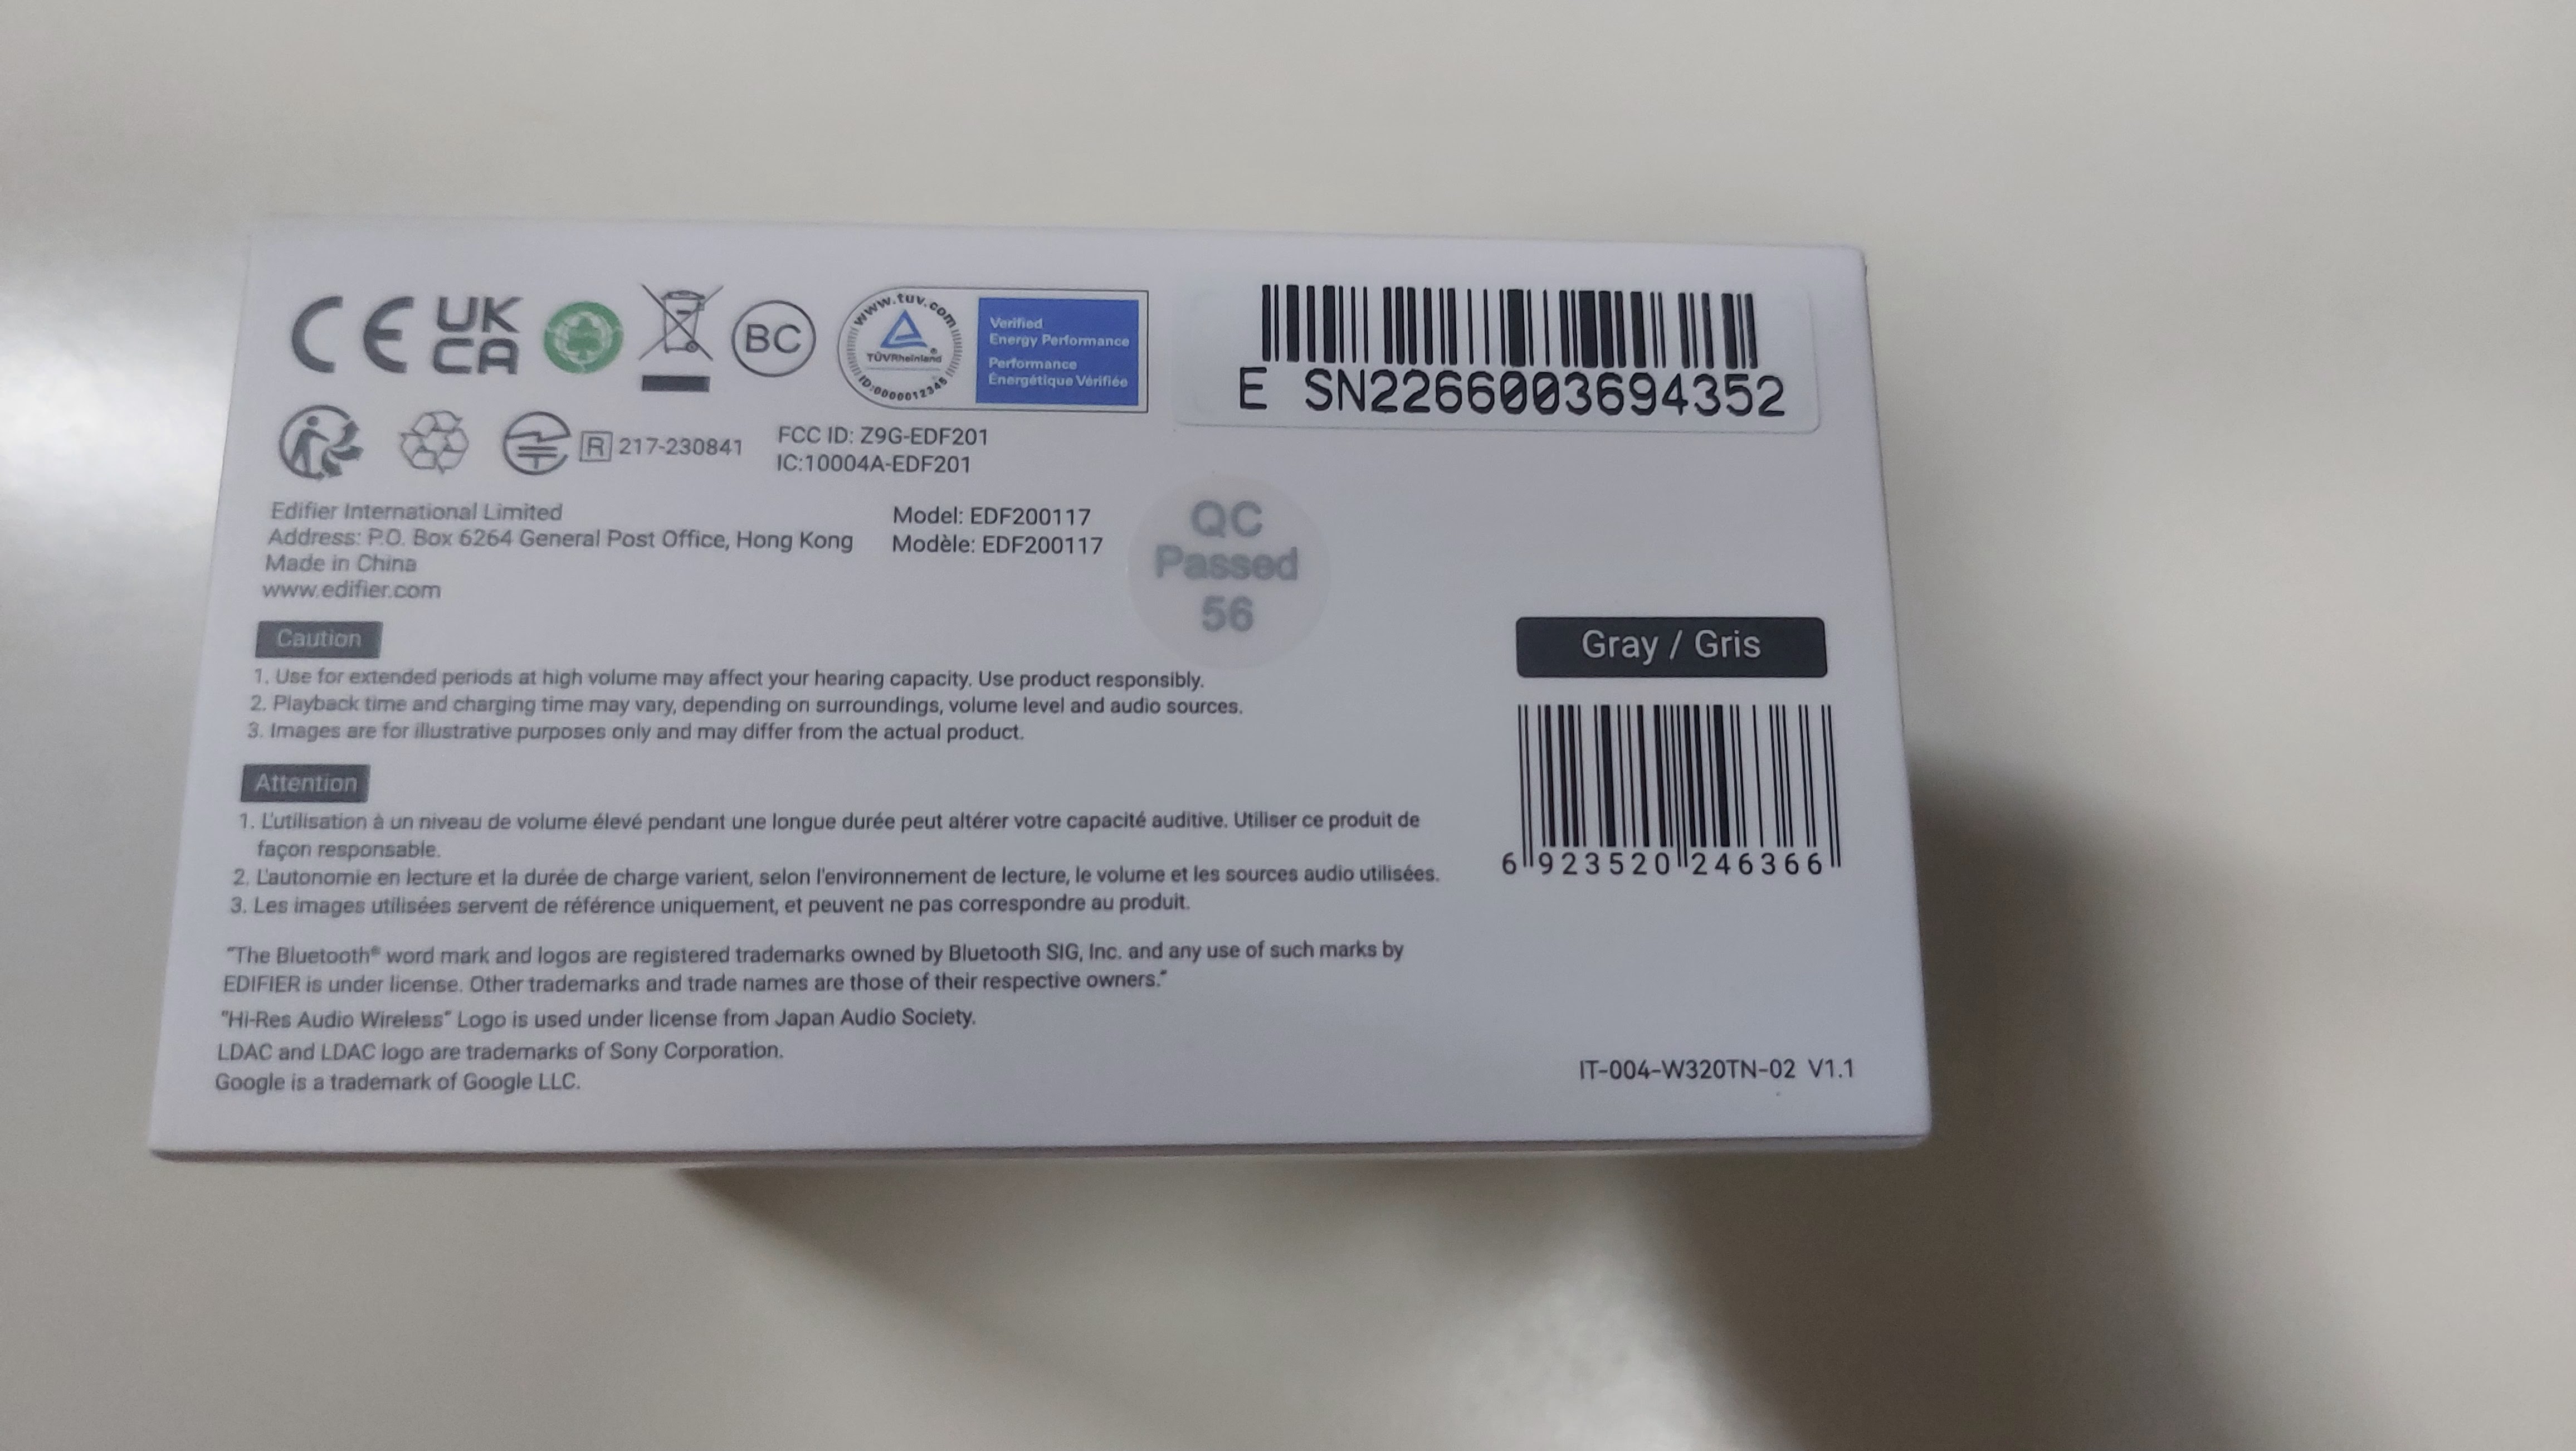 CE
UK
CA
BC
www.tuv.com
TÜVRheinland®
ID:0000012345
Verified
Energy Performance
Performance
Énergétique Vérifiée
E SN2266003694352
R 217-230841
FCC ID: Z9G-EDF201
IC:10004A-EDF201
Edifier International Limited
Address: P.O. Box 6264 General Post Office, Hong Kong
Made in China
www.edifier.com
Model: EDF200117
Modèle: EDF200117
QC
Passed
56
Caution
1. Use for extended periods at high volume may affect your hearing capacity. Use product responsibly.
2. Playback time and charging time may vary, depending on surroundings, volume level and audio sources.
3. Images are for illustrative purposes only and may differ from the actual product.
Gray / Gris
6 923520 246366
Attention
1. L'utilisation à un niveau de volume élevé pendant une longue durée peut altérer votre capacité auditive. Utiliser ce produit de
façon responsable.
2. L'autonomie en lecture et la durée de charge varient, selon l'environnement de lecture, le volume et les sources audio utilisées.
3. Les images utilisées servent de référence uniquement, et peuvent ne pas correspondre au produit.
"The Bluetooth® word mark and logos are registered trademarks owned by Bluetooth SIG, Inc. and any use of such marks by
EDIFIER is under license. Other trademarks and trade names are those of their respective owners."
"Hi-Res Audio Wireless" Logo is used under license from Japan Audio Society.
LDAC and LDAC logo are trademarks of Sony Corporation.
Google is a trademark of Google LLC.
IT-004-W320TN-02 V1.1